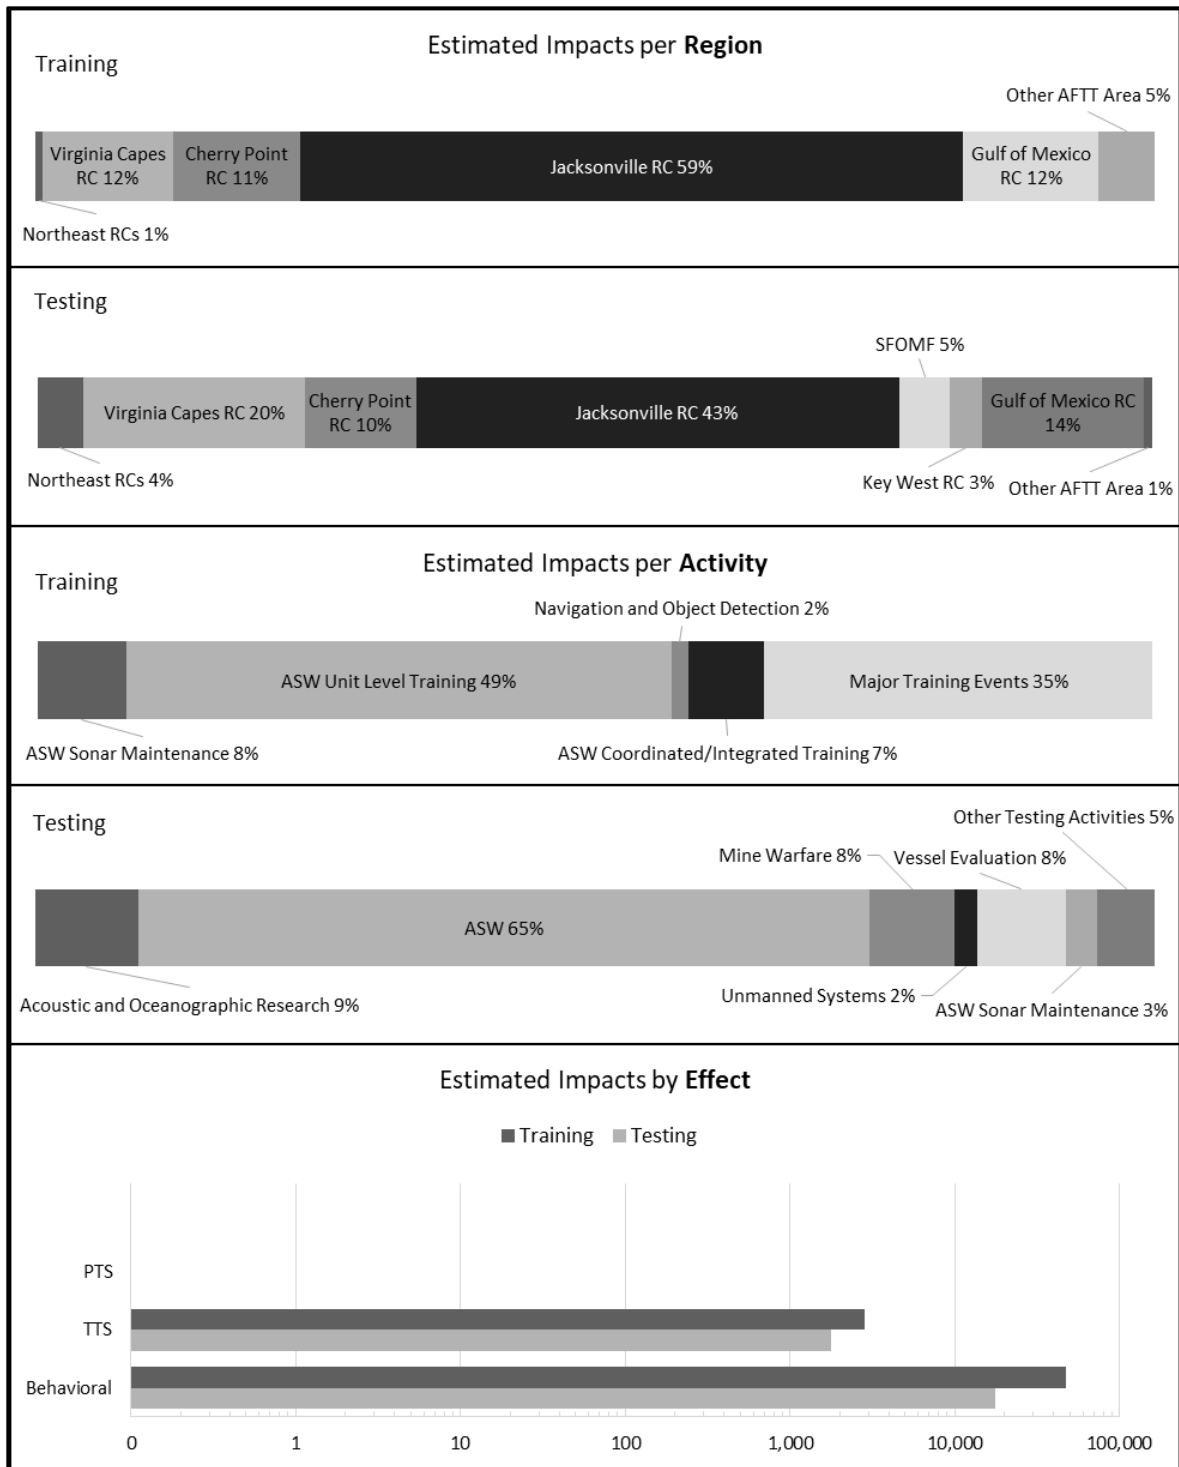 Estimated Impacts per Region
Training
Other AFTT Area 5%
Virginia Capes
RC 12%
Cherry Point
RC 11%
Jacksonville RC 59%
Gulf of Mexico
RC 12%
Northeast RCs 1%
Testing
SFOMF 5%
Virginia Capes RC 20%
Cherry Point
RC 10%
Jacksonville RC 43%
Gulf of Mexico RC
14%
Northeast RCs 4%
Key West RC 3%
Other AFTT Area 1%
Estimated Impacts per Activity
Training
Navigation and Object Detection 2%
ASW Unit Level Training 49%
Major Training Events 35%
ASW Sonar Maintenance 8%
ASW Coordinated/Integrated Training 7%
Testing
Other Testing Activities 5%
Mine Warfare 8%
Vessel Evaluation 8%
ASW 65%
Acoustic and Oceanographic Research 9%
Unmanned Systems 2%
ASW Sonar Maintenance 3%
Estimated Impacts by Effect
Training Testing
PTS
TTS
Behavioral
0 1 10 100 1,000 10,000 100,000